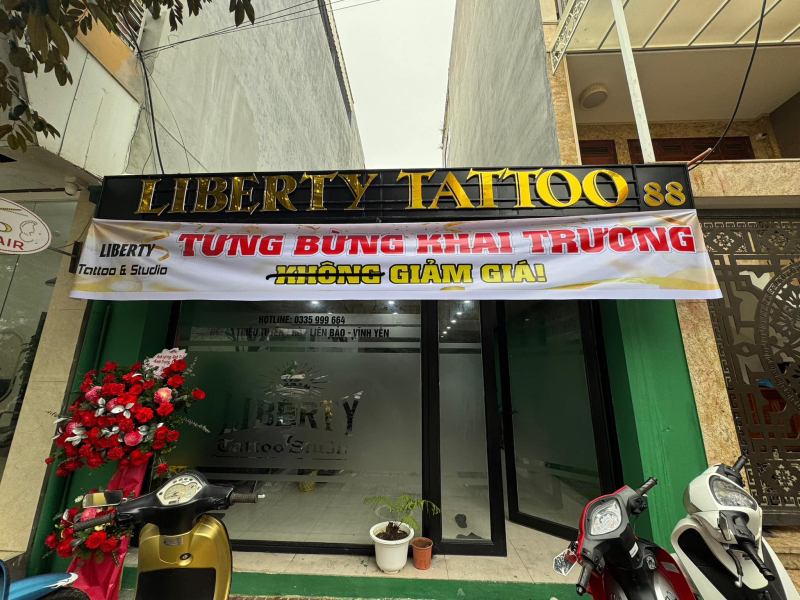 LIBERTY TATTOO 88
LIBERTY
Tattoo & Studio
TƯNG BỪNG KHAI TRƯƠNG
KHÔNG GIẢM GIÁ!
HOTLINE: 0335 999 664
LIÊN BẢO - VĨNH YÊN
LIBERTY
Tattoo Studio
AIR